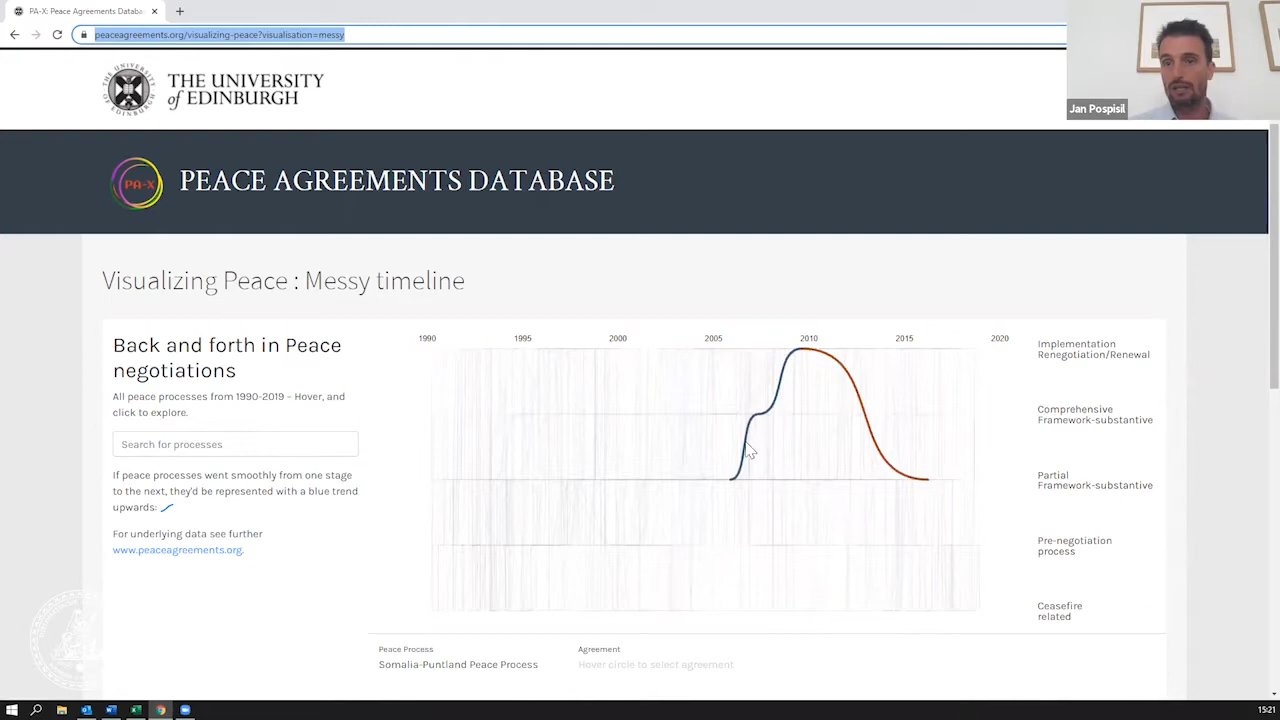 PA-X: Peace Agreements Databa
peaceagreements.org/visualizing-peace?visualisation=messy
THE UNIVERSITY
of EDINBURGH
Jan Pospisil
PA-X
PEACE AGREEMENTS DATABASE
Visualizing Peace : Messy timeline
Back and forth in Peace
negotiations
All peace processes from 1990-2019 – Hover, and
click to explore.
Search for processes
If peace processes went smoothly from one stage
to the next, they'd be represented with a blue trend
upwards:
For underlying data see further
www.peaceagreements.org.
1990 1995 2000 2005 2010 2015 2020
Implementation
Renegotiation/Renewal
Comprehensive
Framework-substantive
Partial
Framework-substantive
Pre-negotiation
process
Ceasefire
related
Peace Process
Somalia-Puntland Peace Process
Agreement
Hover circle to select agreement
15:21